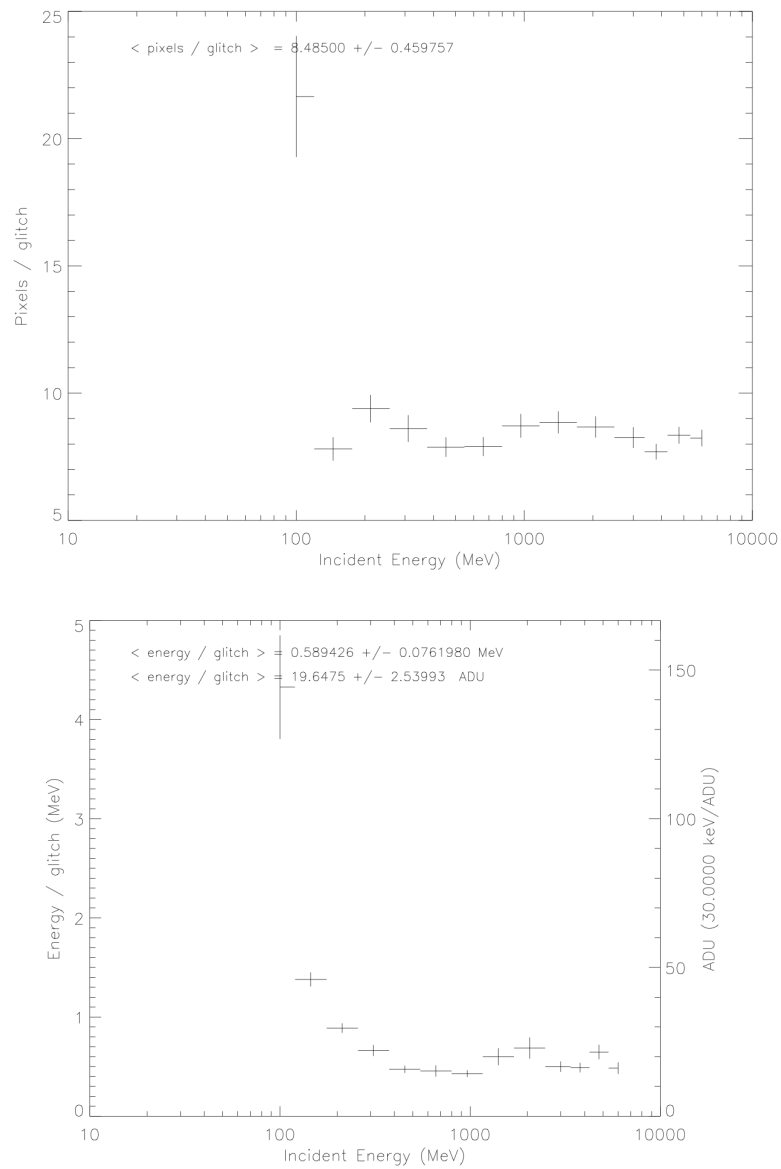 25
< pixels / glitch > = 8.48500 +/- 0.459757
20
15
10
5
Pixels / glitch
10
100
1000
10000
Incident Energy (MeV)
5
< energy / glitch > = 0.589426 +/- 0.0761980 MeV
< energy / glitch > = 19.6475 +/- 2.53993 ADU
4
3
2
1
0
Energy / glitch (MeV)
150
100
50
0
ADU (30.0000 keV/ADU)
10
100
1000
10000
Incident Energy (MeV)